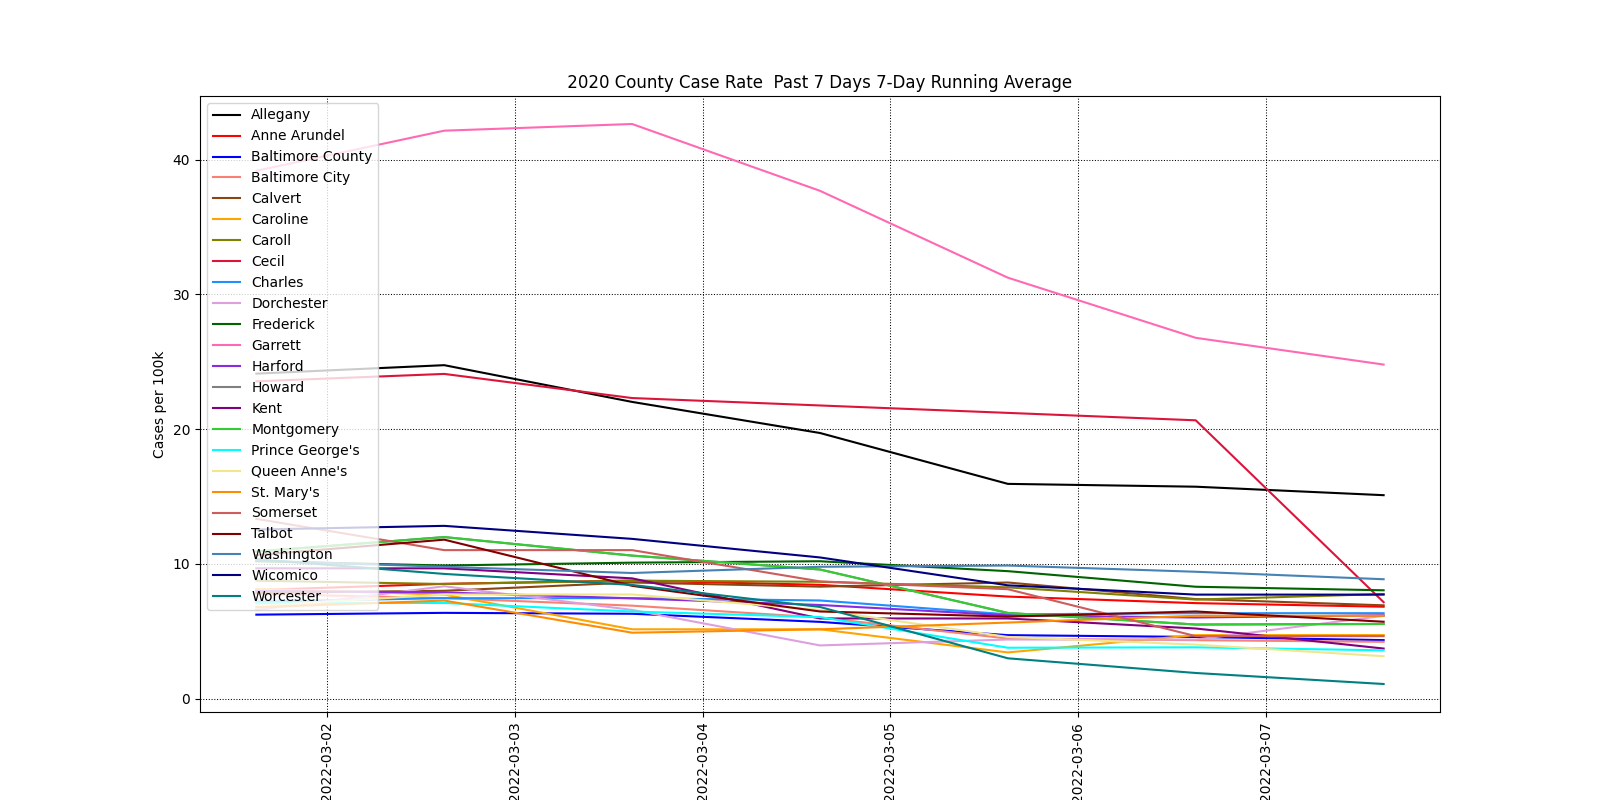 2020 County Case Rate  Past 7 Days 7-Day Running Average
Cases per 100k
40
30
20
10
0
Allegany
Anne Arundel
Baltimore County
Baltimore City
Calvert
Caroline
Caroll
Cecil
Charles
Dorchester
Frederick
Garrett
Harford
Howard
Kent
Montgomery
Prince George's
Queen Anne's
St. Mary's
Somerset
Talbot
Washington
Wicomico
Worcester
2022-03-02
2022-03-03
2022-03-04
2022-03-05
2022-03-06
2022-03-07